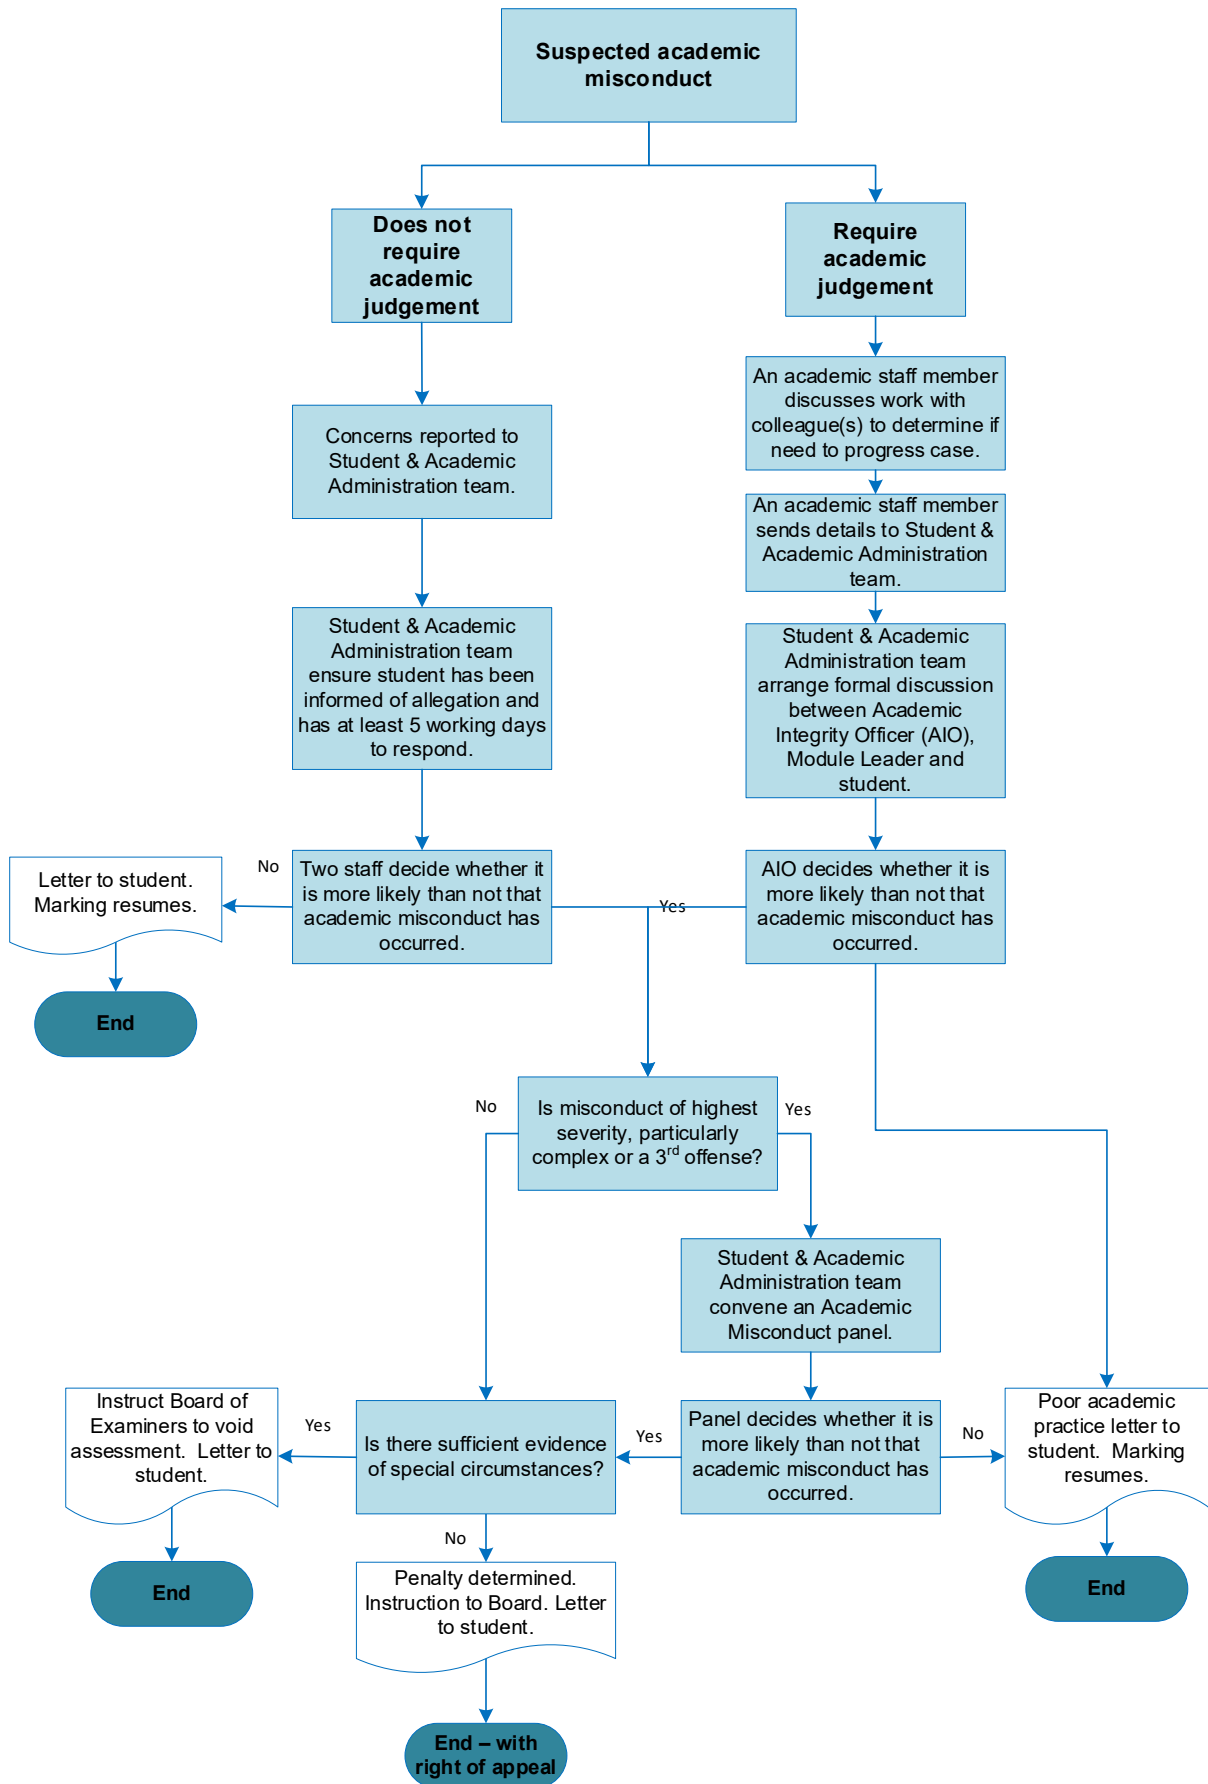 Suspected academic
misconduct
Does not
require
academic
judgement
Require
academic
judgement
An academic staff member
discusses work with
colleague(s) to determine if
need to progress case.
Concerns reported to
Student & Academic
Administration team.
An academic staff member
sends details to Student &
Academic Administration
team.
Student & Academic
Administration team
ensure student has been
informed of allegation and
has at least 5 working days
to respond.
Student & Academic
Administration team
arrange formal discussion
between Academic
Integrity Officer (AIO),
Module Leader and
student.
Letter to student.
Marking resumes.
No
Two staff decide whether it
is more likely than not that
academic misconduct has
occurred.
Yes
AIO decides whether it is
more likely than not that
academic misconduct has
occurred.
End
No
Is misconduct of highest
severity, particularly
complex or a 3rd offense?
Yes
Student & Academic
Administration team
convene an Academic
Misconduct panel.
Instruct Board of
Examiners to void
assessment. Letter to
student.
Yes
Is there sufficient evidence
of special circumstances?
Yes
Panel decides whether it is
more likely than not that
academic misconduct has
occurred.
No
Poor academic
practice letter to
student. Marking
resumes.
End
No
Penalty determined.
Instruction to Board. Letter
to student.
End
End – with
right of appeal